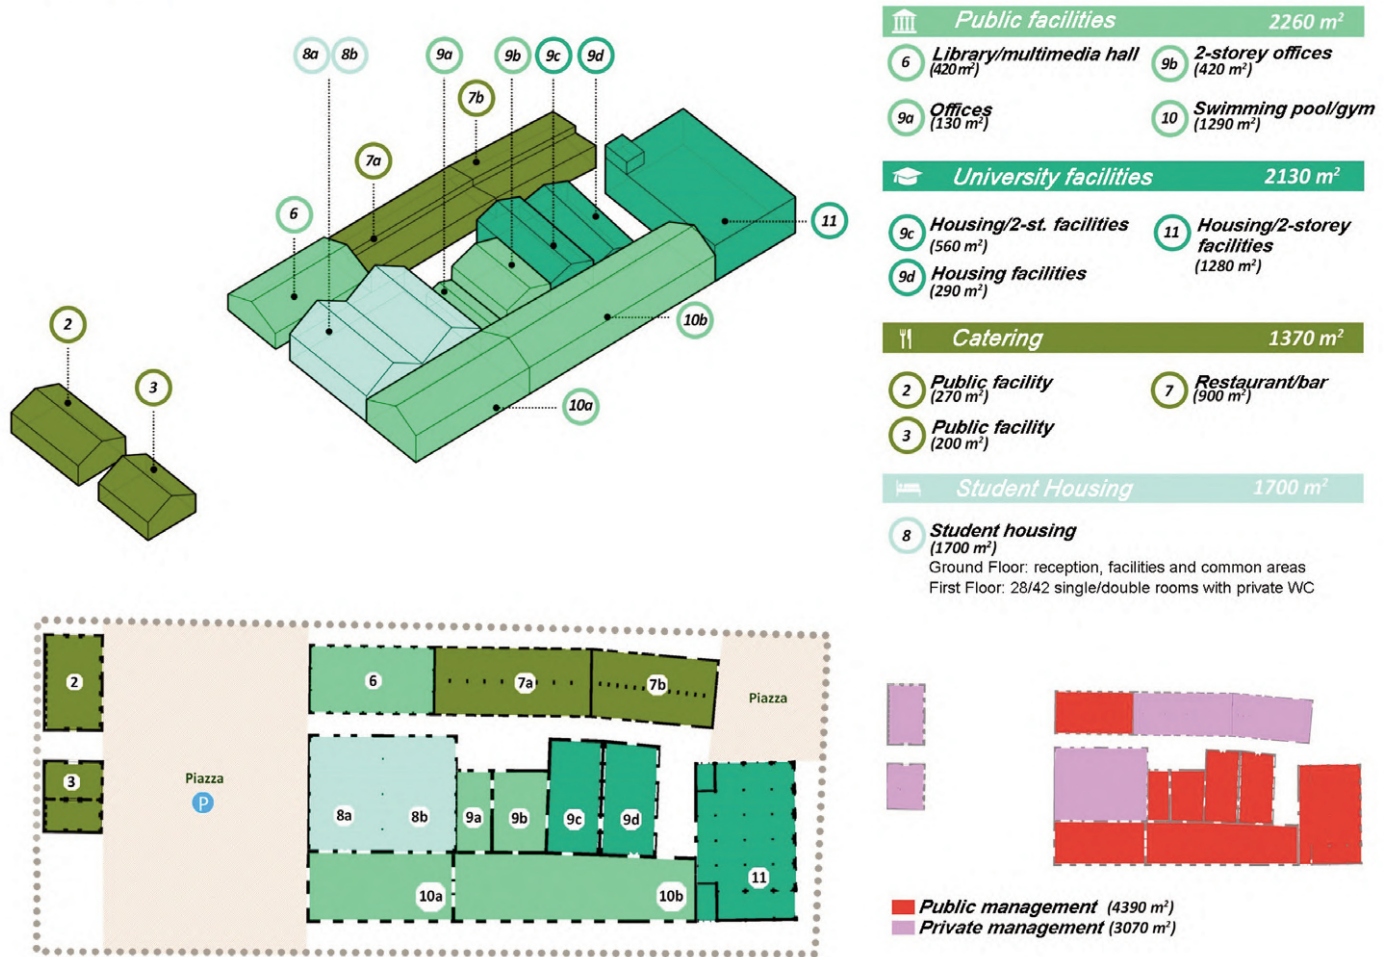 8a
8b
9a
9b
9c
9d
7b
7a
6
11
2
10b
3
10a
Public facilities 2260 m²
6 Library/multimedia hall
(420 m²)
9b 2-storey offices
(420 m²)
9a Offices
(130 m²)
10 Swimming pool/gym
(1290 m²)
University facilities 2130 m²
9c Housing/2-st. facilities
(560 m²)
11 Housing/2-storey
facilities
(1280 m²)
9d Housing facilities
(290 m²)
Catering 1370 m²
2 Public facility
(270 m²)
7 Restaurant/bar
(900 m²)
3 Public facility
(200 m²)
Student Housing 1700 m²
8 Student housing
(1700 m²)
Ground Floor: reception, facilities and common areas
First Floor: 28/42 single/double rooms with private WC
2
6
7a
7b
Piazza
3
Piazza
P
8a
8b
9a
9b
9c
9d
11
10a
10b
Public management (4390 m²)
Private management (3070 m²)